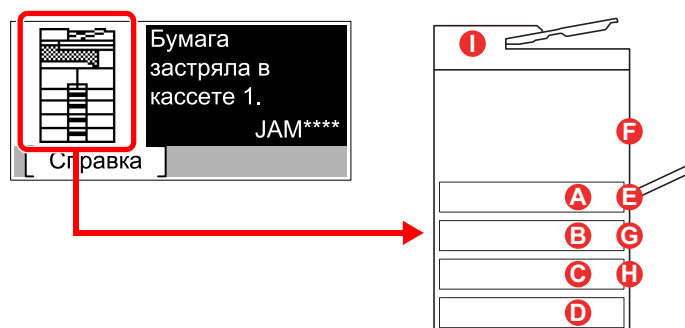 Бумага
застряла в
кассете 1.
JAM****
Справка
I
F
A E
B G
C H
D